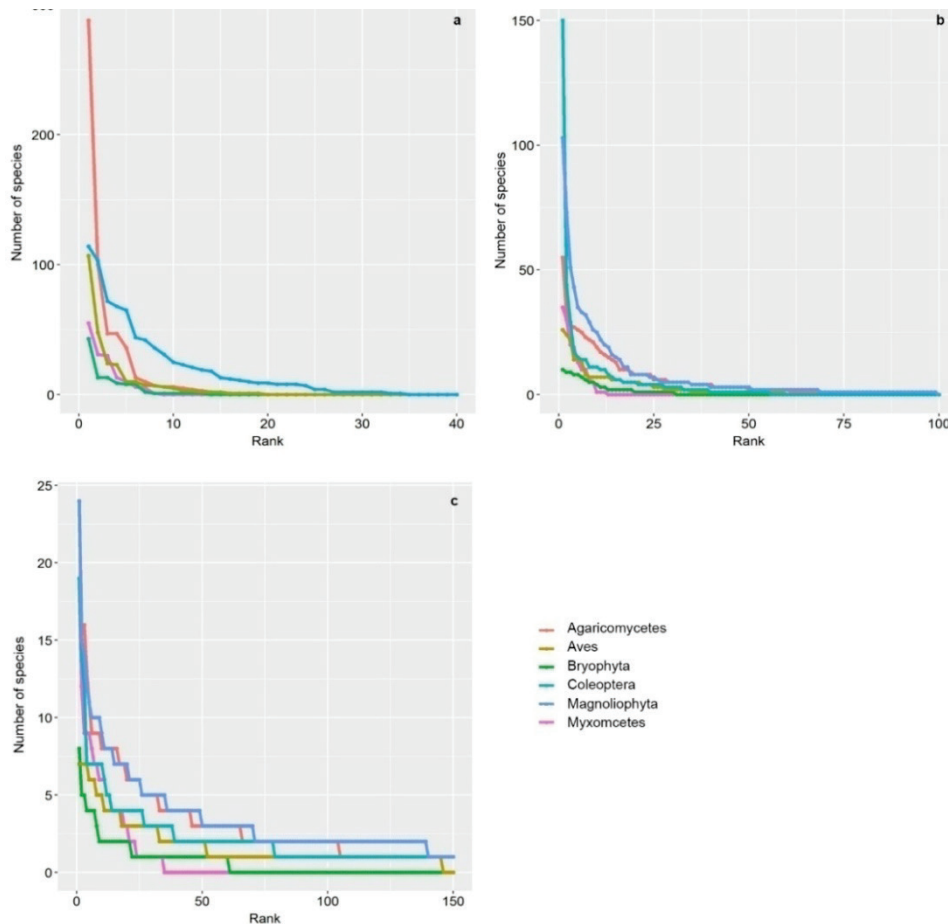 a
200
100
0
Number of species
0
10
20
30
40
Rank
b
150
100
50
0
Number of species
0
25
50
75
100
Rank
c
25
20
15
10
5
0
Number of species
0
50
100
150
Rank
Agaricomycetes
Aves
Bryophyta
Coleoptera
Magnoliophyta
Myxomcetes